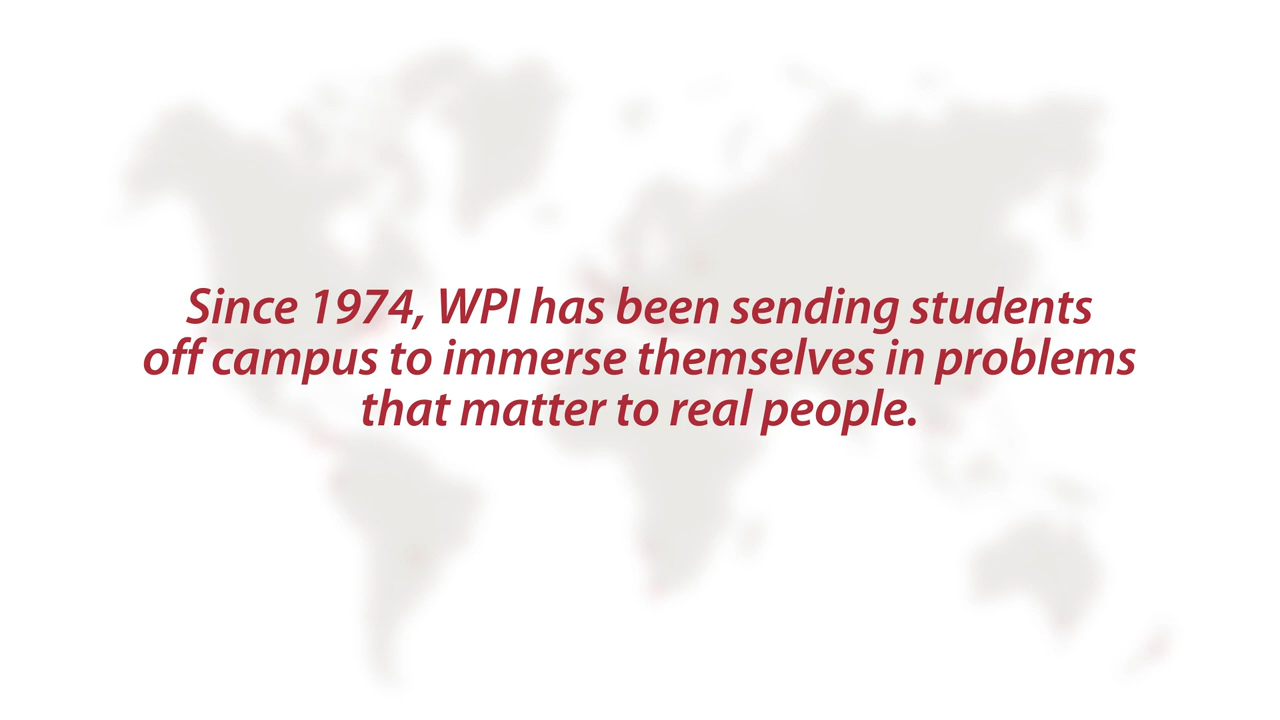 Since 1974, WPI has been sending students
off campus to immerse themselves in problems
that matter to real people.